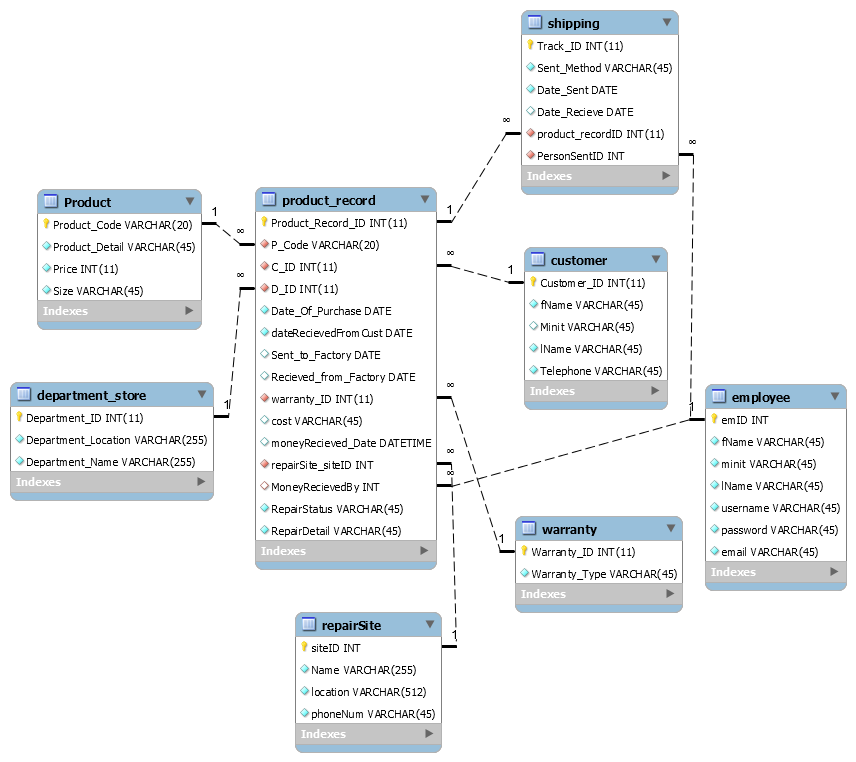 shipping
Track_ID INT(11)
Sent_Method VARCHAR(45)
Date_Sent DATE
Date_Recieve DATE
product_recordID INT(11)
PersonSentID INT
Indexes
∞
∞
Product
Product_Code VARCHAR(20)
Product_Detail VARCHAR(45)
Price INT(11)
Size VARCHAR(45)
Indexes
1
∞
∞
product_record
Product_Record_ID INT(11)
P_Code VARCHAR(20)
C_ID INT(11)
D_ID INT(11)
Date_Of_Purchase DATE
dateRecievedFromCust DATE
Sent_to_Factory DATE
Recieved_from_Factory DATE
warranty_ID INT(11)
cost VARCHAR(45)
moneyRecieved_Date DATETIME
repairSite_siteID INT
MoneyRecievedBy INT
RepairStatus VARCHAR(45)
RepairDetail VARCHAR(45)
Indexes
1
∞
1
∞
∞
∞
customer
Customer_ID INT(11)
fName VARCHAR(45)
Minit VARCHAR(45)
lName VARCHAR(45)
Telephone VARCHAR(45)
Indexes
department_store
Department_ID INT(11)
Department_Location VARCHAR(255)
Department_Name VARCHAR(255)
Indexes
1
employee
emID INT
fName VARCHAR(45)
minit VARCHAR(45)
lName VARCHAR(45)
username VARCHAR(45)
password VARCHAR(45)
email VARCHAR(45)
Indexes
1
warranty
Warranty_ID INT(11)
Warranty_Type VARCHAR(45)
Indexes
1
repairSite
siteID INT
Name VARCHAR(255)
location VARCHAR(512)
phoneNum VARCHAR(45)
Indexes
1